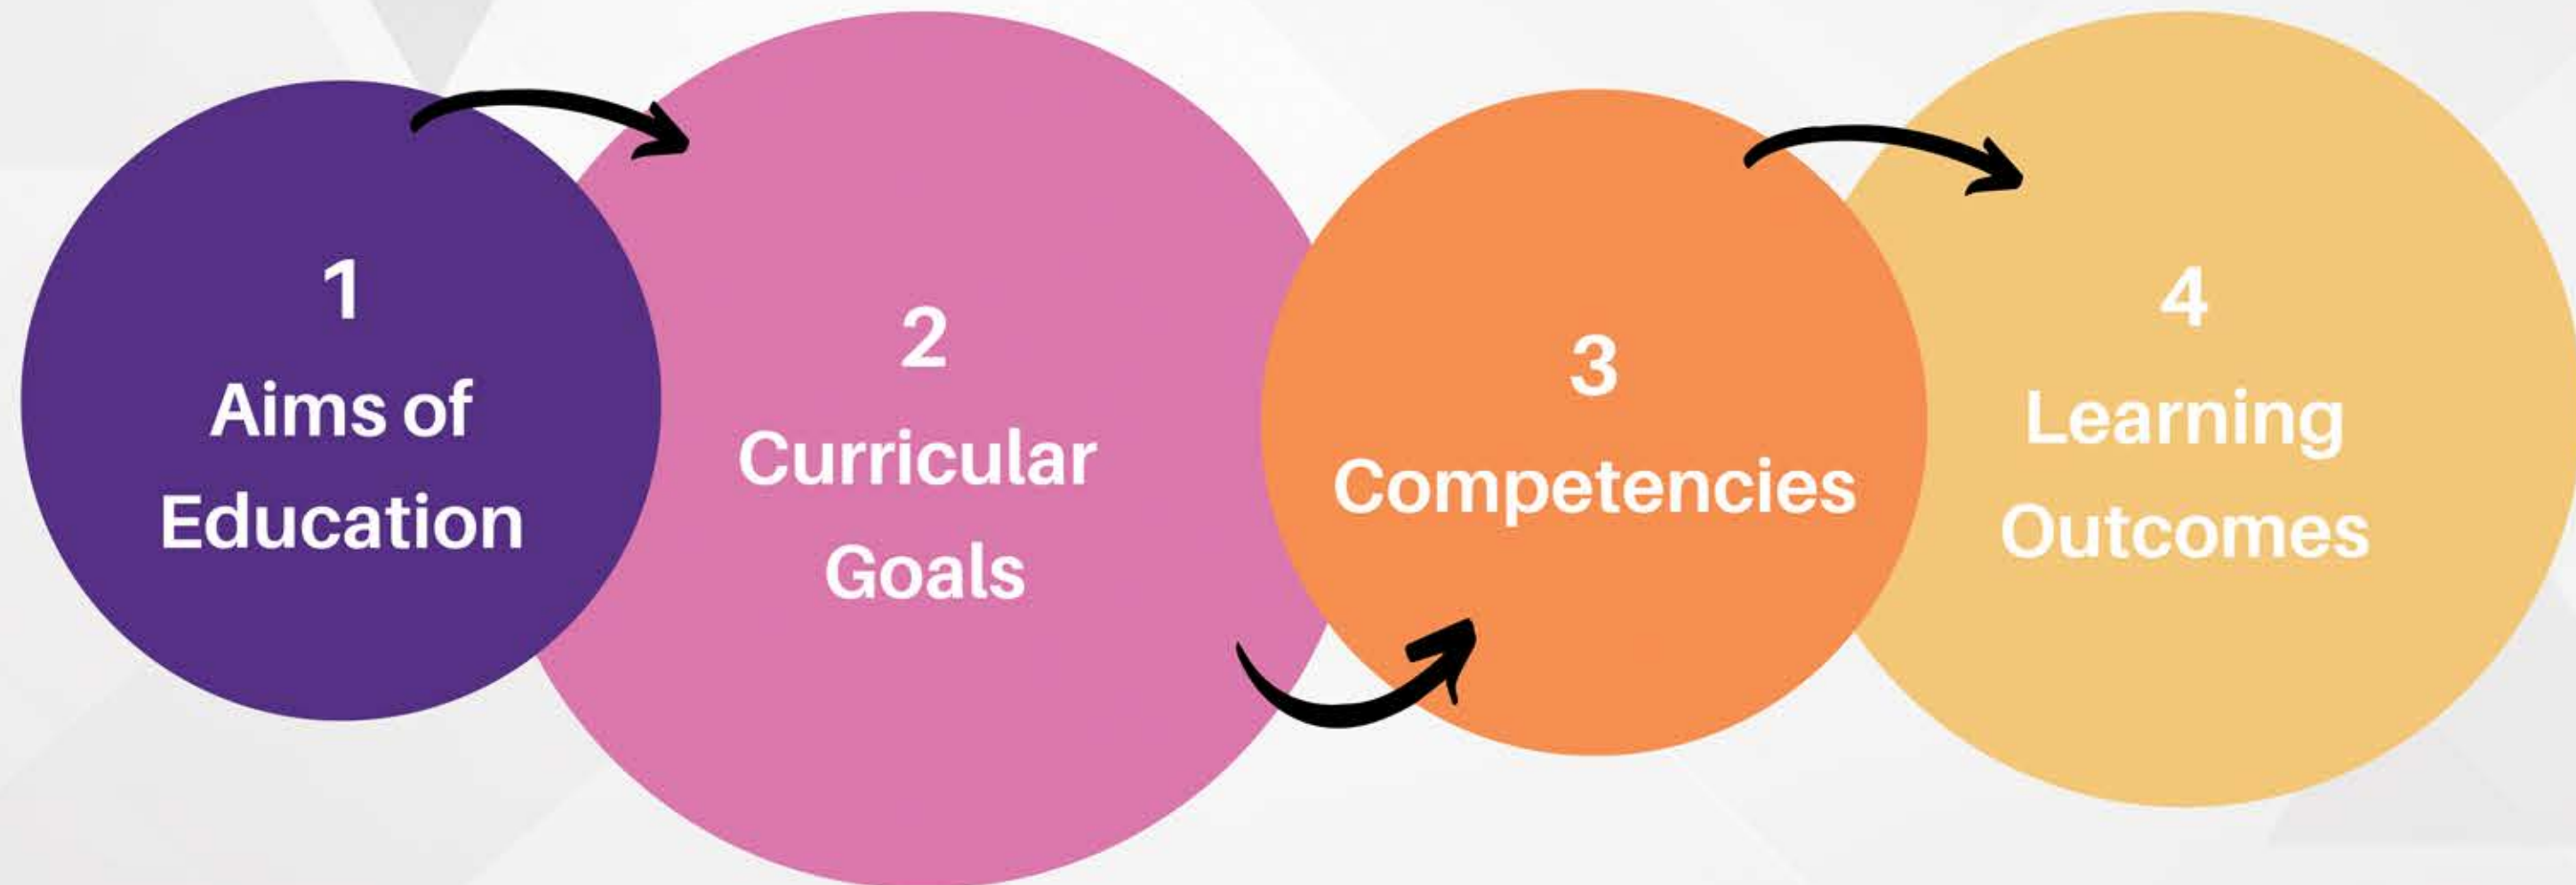 1
Aims of
Education
2
Curricular
Goals
3
Competencies
4
Learning
Outcomes